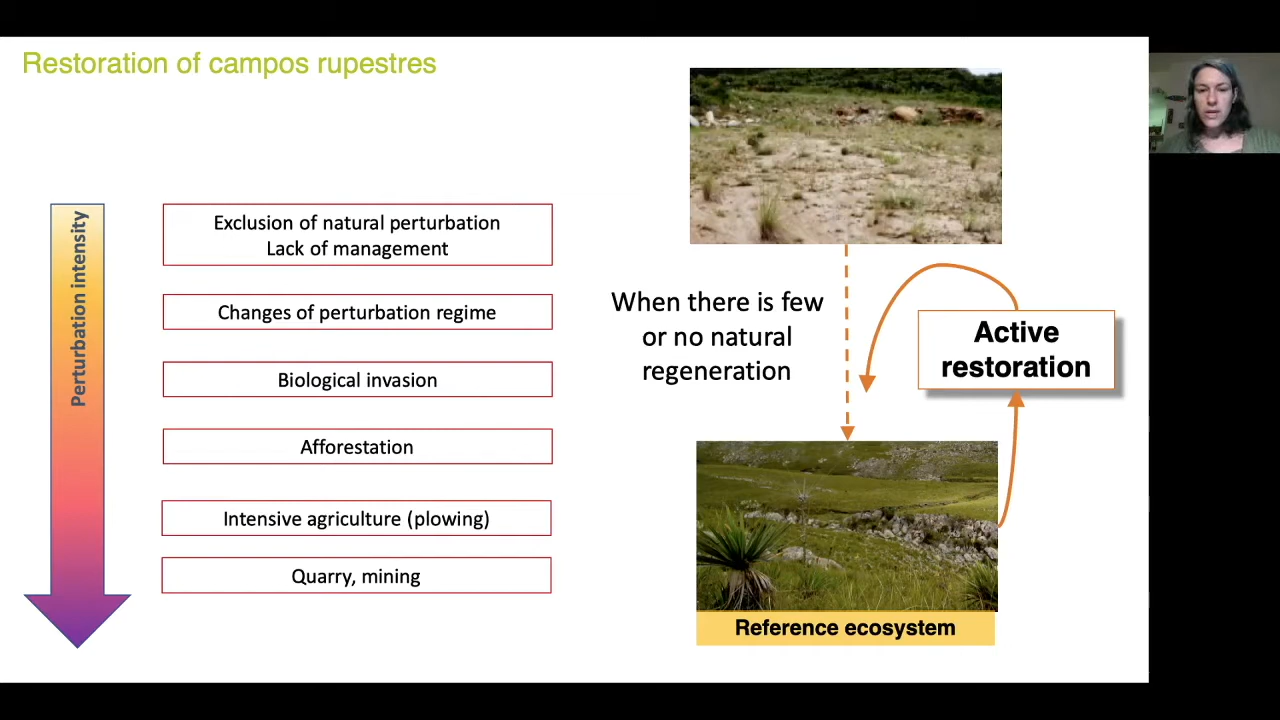 Restoration of campos rupestres
Perturbation intensity
Exclusion of natural perturbation
Lack of management
Changes of perturbation regime
Biological invasion
Afforestation
Intensive agriculture (plowing)
Quarry, mining
When there is few
or no natural
regeneration
Active
restoration
Reference ecosystem